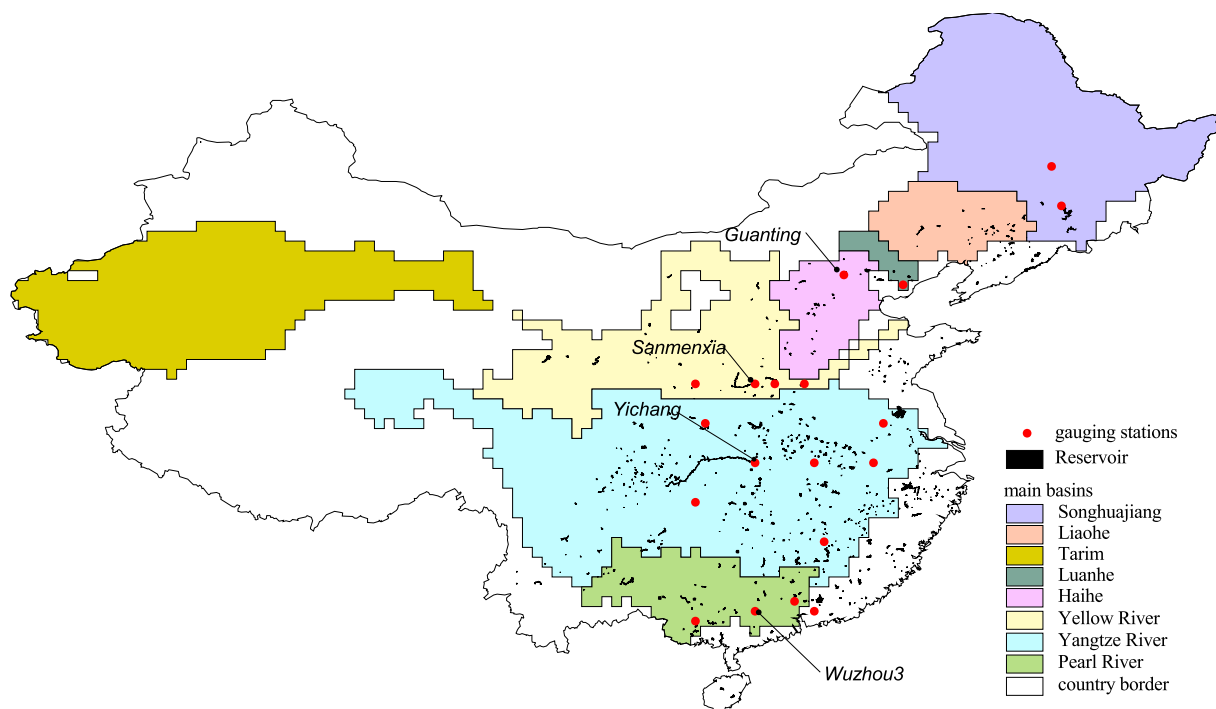 Guanting
Sanmenxia
Yichang
Wuzhou3
gauging stations
Reservoir
main basins
Songhuajiang
Liaohe
Tarim
Luanhe
Haihe
Yellow River
Yangtze River
Pearl River
country border